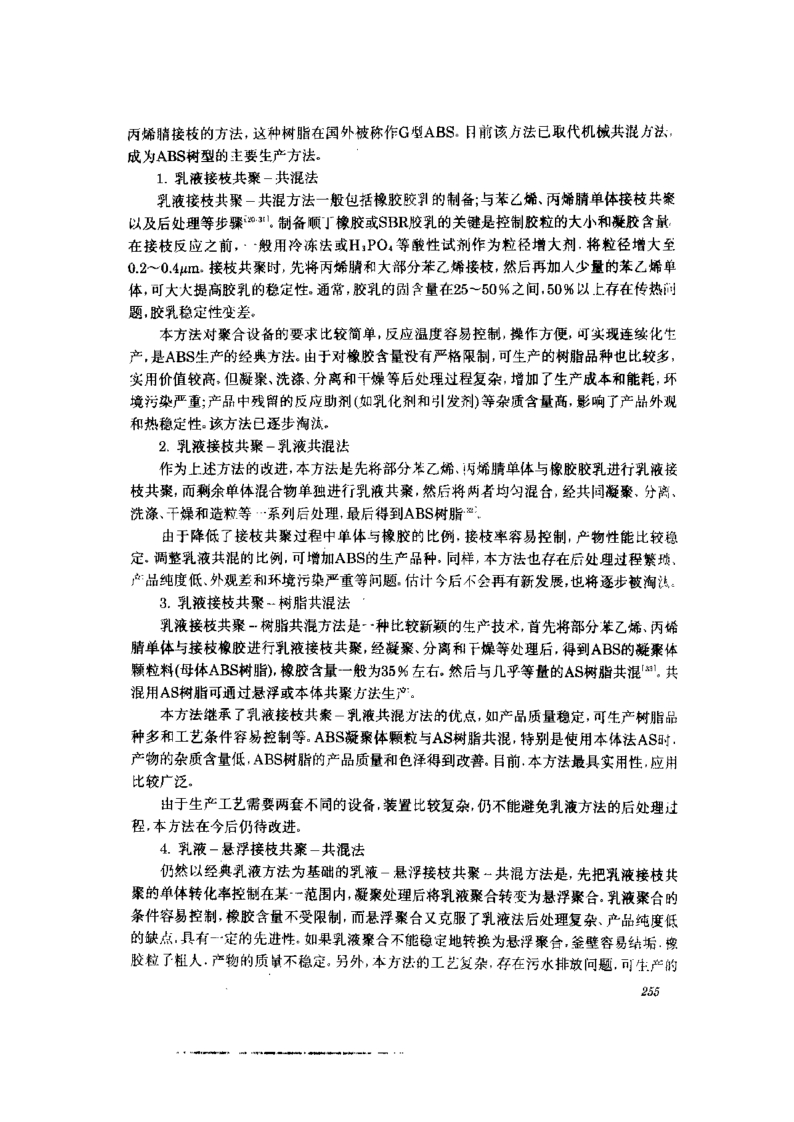 丙烯腈接枝的方法,这种树脂在国外被称作G型ABS。目前该方法已取代机械共混方法,
成为ABS树型的主要生产方法。
1. 乳液接枝共聚－共混法
乳液接枝共聚－共混方法一般包括橡胶胶乳的制备;与苯乙烯、丙烯腈单体接枝共聚
以及后处理等步骤[20.31]。制备顺丁橡胶或SBR胶乳的关键是控制胶粒的大小和凝胶含量,
在接枝反应之前,一般用冷冻法或H₃PO₄等酸性试剂作为粒径增大剂,将粒径增大至
0.2～0.4μm。接枝共聚时,先将丙烯腈和大部分苯乙烯接枝,然后再加入少量的苯乙烯单
体,可大大提高胶乳的稳定性。通常,胶乳的固含量在25～50%之间,50%以上存在传热问
题,胶乳稳定性变差。
本方法对聚合设备的要求比较简单,反应温度容易控制,操作方便,可实现连续化生
产,是ABS生产的经典方法。由于对橡胶含量没有严格限制,可生产的树脂品种也比较多,
实用价值较高。但凝聚、洗涤、分离和干燥等后处理过程复杂,增加了生产成本和能耗,环
境污染严重;产品中残留的反应助剂(如乳化剂和引发剂)等杂质含量高,影响了产品外观
和热稳定性。该方法已逐步淘汰。
2. 乳液接枝共聚－乳液共混法
作为上述方法的改进,本方法是先将部分苯乙烯、丙烯腈单体与橡胶胶乳进行乳液接
枝共聚,而剩余单体混合物单独进行乳液共聚,然后将两者均匀混合,经共同凝聚、分离、
洗涤、干燥和造粒等一系列后处理,最后得到ABS树脂[32]。
由于降低了接枝共聚过程中单体与橡胶的比例,接枝率容易控制,产物性能比较稳
定。调整乳液共混的比例,可增加ABS的生产品种。同样,本方法也存在后处理过程繁琐、
产品纯度低、外观差和环境污染严重等问题。估计今后不会再有新发展,也将逐步被淘汰。
3. 乳液接枝共聚－树脂共混法
乳液接枝共聚－树脂共混方法是一种比较新颖的生产技术,首先将部分苯乙烯、丙烯
腈单体与接枝橡胶进行乳液接枝共聚,经凝聚、分离和干燥等处理后,得到ABS的凝聚体
颗粒料(母体ABS树脂),橡胶含量一般为35%左右。然后与几乎等量的AS树脂共混[33]。共
混用AS树脂可通过悬浮或本体共聚方法生产。
本方法继承了乳液接枝共聚－乳液共混方法的优点,如产品质量稳定,可生产树脂品
种多和工艺条件容易控制等。ABS凝聚体颗粒与AS树脂共混,特别是使用本体法AS时,
产物的杂质含量低,ABS树脂的产品质量和色泽得到改善。目前,本方法最具实用性,应用
比较广泛。
由于生产工艺需要两套不同的设备,装置比较复杂,仍不能避免乳液方法的后处理过
程,本方法在今后仍待改进。
4. 乳液－悬浮接枝共聚－共混法
仍然以经典乳液方法为基础的乳液－悬浮接枝共聚－共混方法是,先把乳液接枝共
聚的单体转化率控制在某一范围内,凝聚处理后将乳液聚合转变为悬浮聚合。乳液聚合的
条件容易控制,橡胶含量不受限制,而悬浮聚合又克服了乳液法后处理复杂、产品纯度低
的缺点,具有一定的先进性。如果乳液聚合不能稳定地转换为悬浮聚合,釜壁容易结垢,橡
胶粒子粗大,产物的质量不稳定。另外,本方法的工艺复杂,存在污水排放问题,可生产的
255